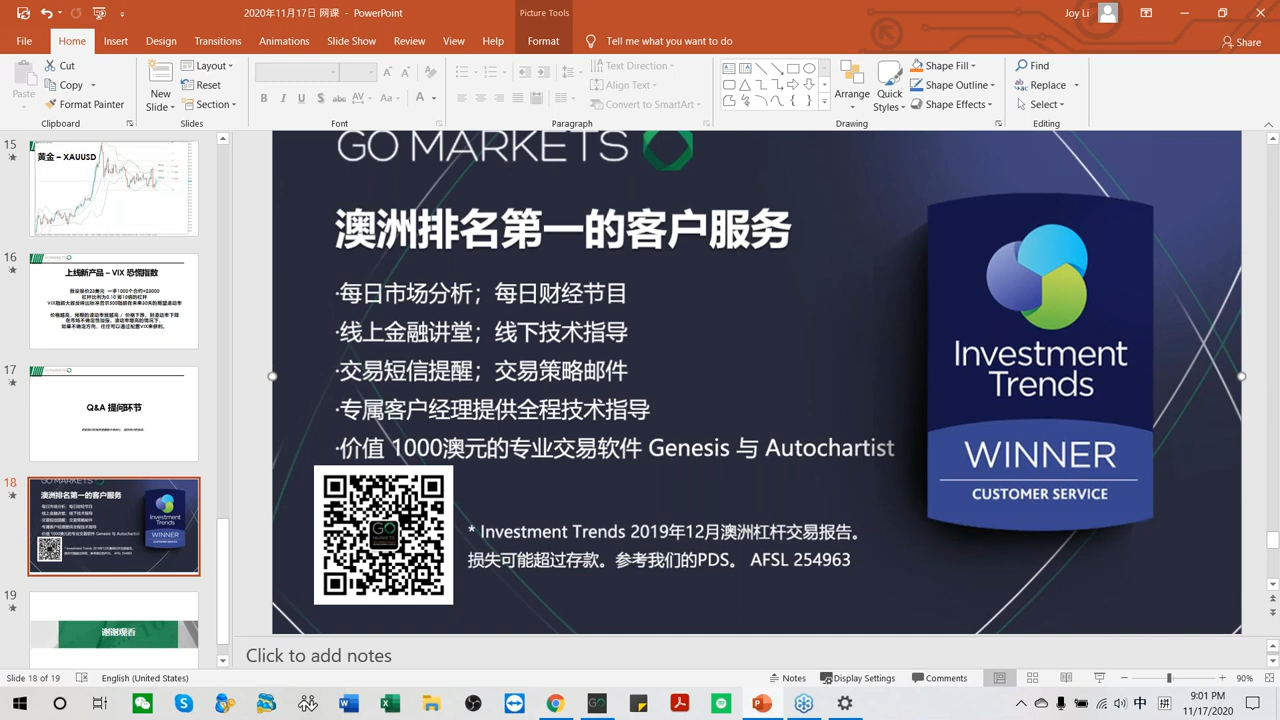 2020年11月17日 网课 - PowerPoint
Picture Tools
Joy Li
File
Home
Insert
Design
Transitions
Animations
Slide Show
Review
View
Help
Format
Tell me what you want to do
Share
Paste
Cut
Copy
Format Painter
Clipboard
New Slide
Layout
Reset
Section
Slides
Font
Text Direction
Align Text
Convert to SmartArt
Paragraph
Arrange
Quick Styles
Shape Fill
Shape Outline
Shape Effects
Drawing
Find
Replace
Select
Editing
15
黄金 – XAUUSD
16
上线新产品 – VIX 恐慌指数
17
Q&A 提问环节
18
19
谢谢观看
GO MARKETS
澳洲排名第一的客户服务
·每日市场分析；每日财经节目
·线上金融讲堂；线下技术指导
·交易短信提醒；交易策略邮件
·专属客户经理提供全程技术指导
·价值 1000澳元的专业交易软件 Genesis 与 Autochartist
* Investment Trends 2019年12月澳洲杠杆交易报告。
损失可能超过存款。参考我们的PDS。 AFSL 254963
Investment
Trends
WINNER
CUSTOMER SERVICE
Click to add notes
Slide 18 of 19
English (United States)
Notes
Display Settings
Comments
90%
中
拼
9:01 PM
11/17/2020